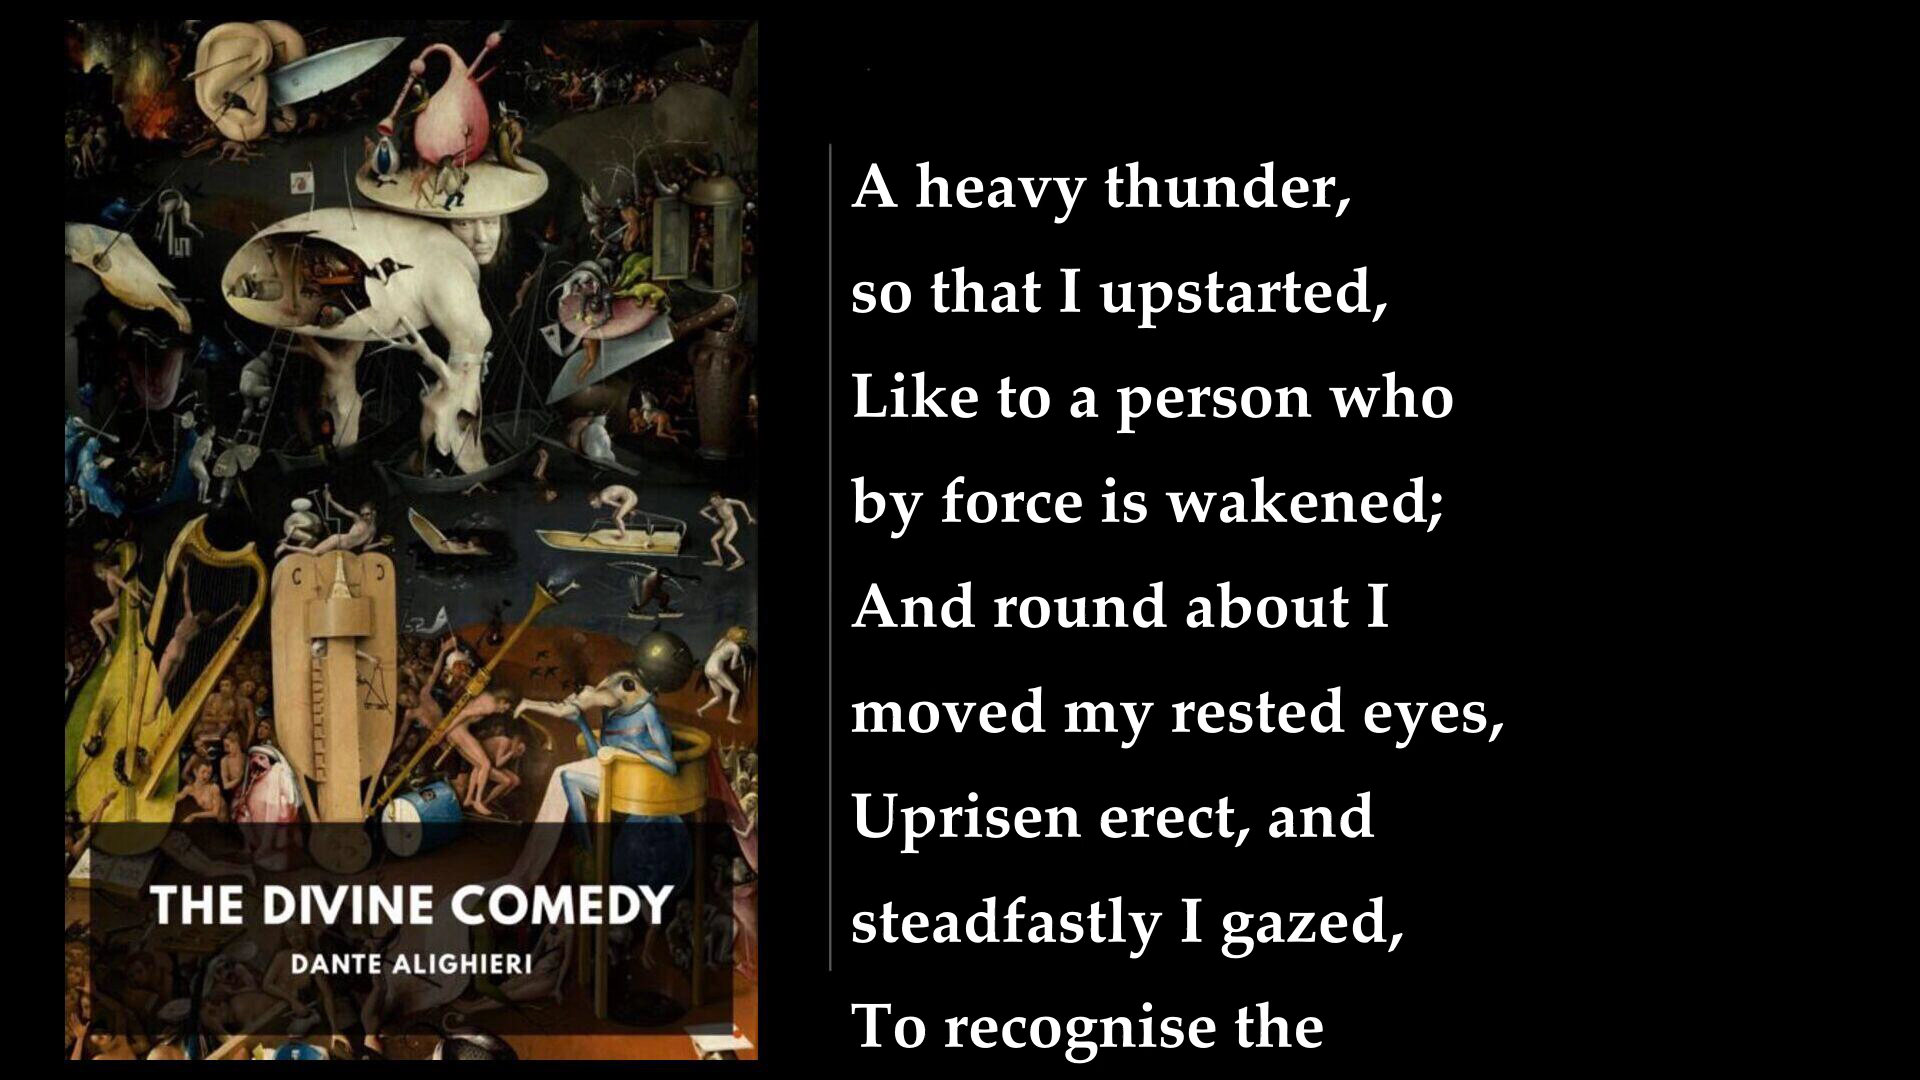 THE DIVINE COMEDY
DANTE ALIGHIERI
A heavy thunder,
so that I upstarted,
Like to a person who
by force is wakened;
And round about I
moved my rested eyes,
Uprisen erect, and
steadfastly I gazed,
To recognise the